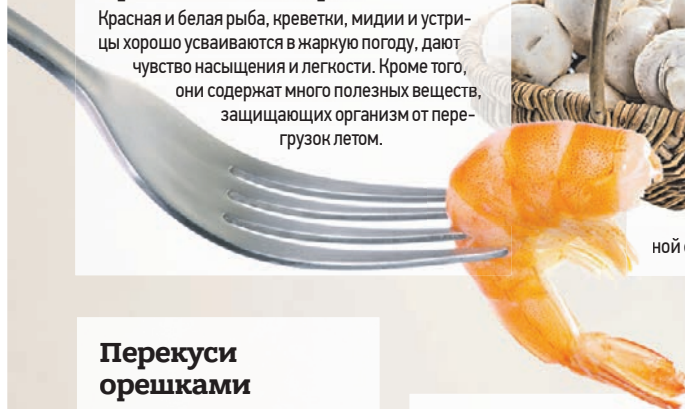 Красная и белая рыба, креветки, мидии и устри-
цы хорошо усваиваются в жаркую погоду, дают
чувство насыщения и легкости. Кроме того,
они содержат много полезных веществ,
защищающих организм от пере-
грузок летом.
ной
Перекуси
орешками